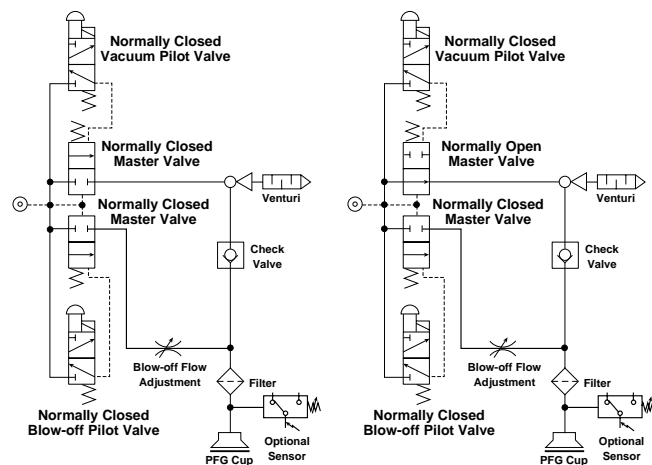 Normally Closed
Vacuum Pilot Valve
Normally Closed
Master Valve
Venturi
Normally Closed
Master Valve
Check
Valve
Blow-off Flow
Adjustment
Filter
Normally Closed
Blow-off Pilot Valve
PFG Cup
Optional
Sensor
Normally Closed
Vacuum Pilot Valve
Normally Open
Master Valve
Venturi
Normally Closed
Master Valve
Check
Valve
Blow-off Flow
Adjustment
Filter
Normally Closed
Blow-off Pilot Valve
PFG Cup
Optional
Sensor